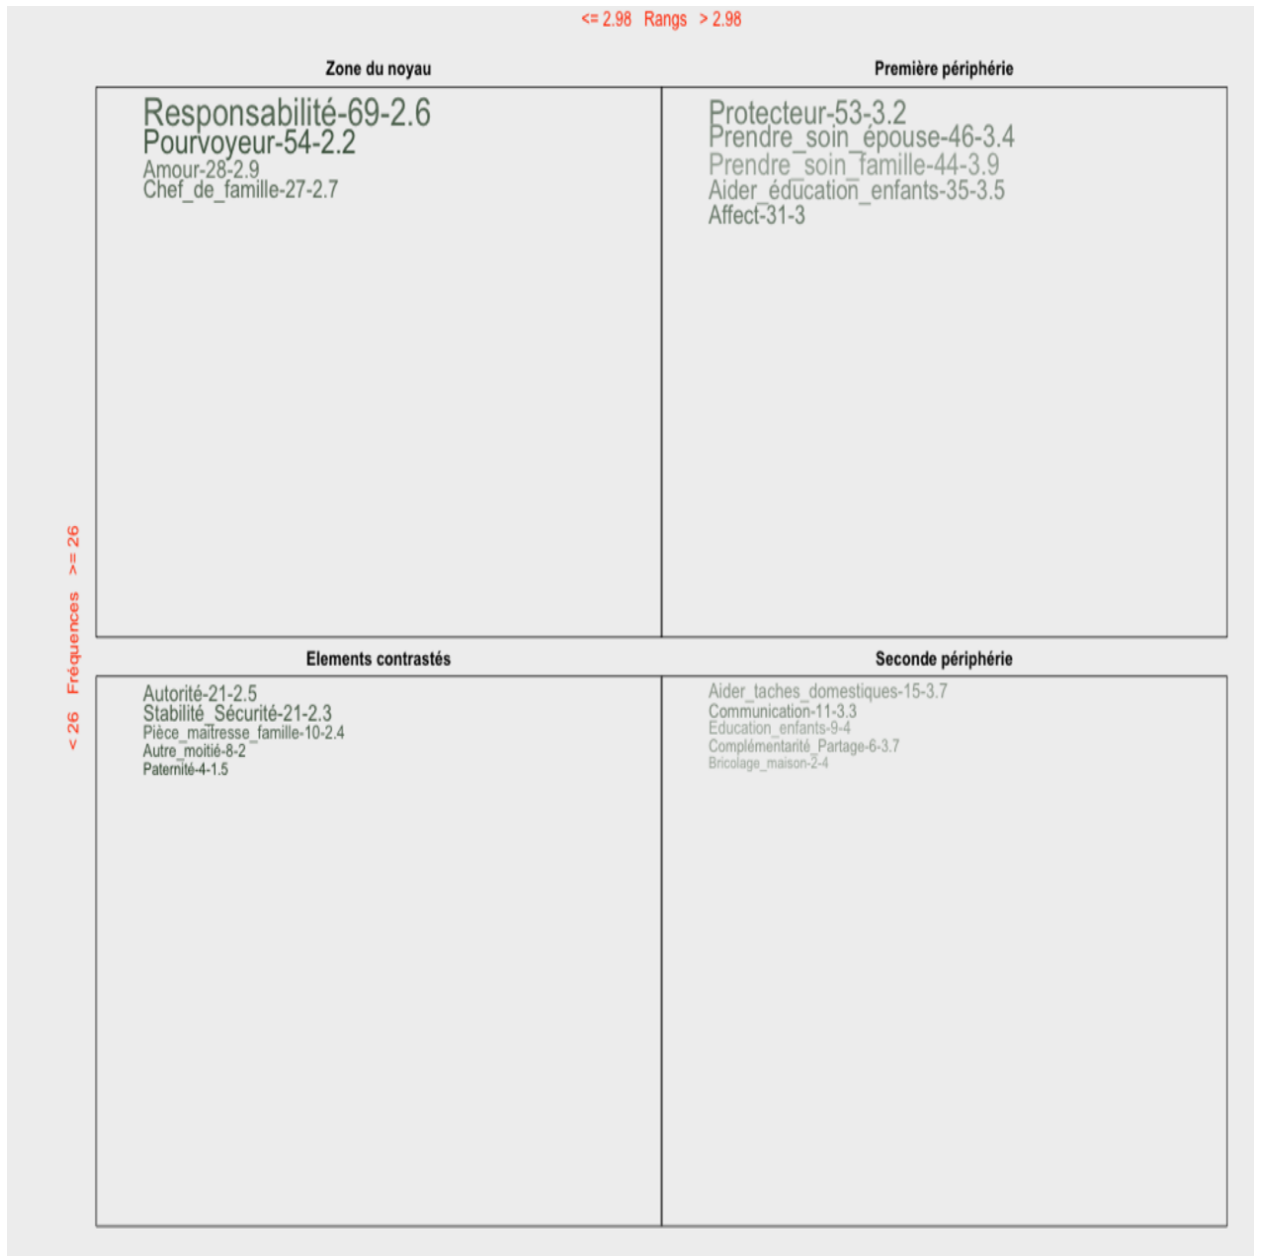 <= 2.98 Rangs > 2.98
Zone du noyau
Responsabilité-69-2.6
Pourvoyeur-54-2.2
Amour-28-2.9
Chef_de_famille-27-2.7
Première périphérie
Protecteur-53-3.2
Prendre_soin_épouse-46-3.4
Prendre_soin_famille-44-3.9
Aider_éducation_enfants-35-3.5
Affect-31-3
< 26 Fréquences >= 26
Elements contrastés
Autorité-21-2.5
Stabilité_Sécurité-21-2.3
Pièce_maîtresse_famille-10-2.4
Autre_moitié-8-2
Paternité-4-1.5
Seconde périphérie
Aider_taches_domestiques-15-3.7
Communication-11-3.3
Education_enfants-9-4
Complémentarité_Partage-6-3.7
Bricolage_maison-2-4